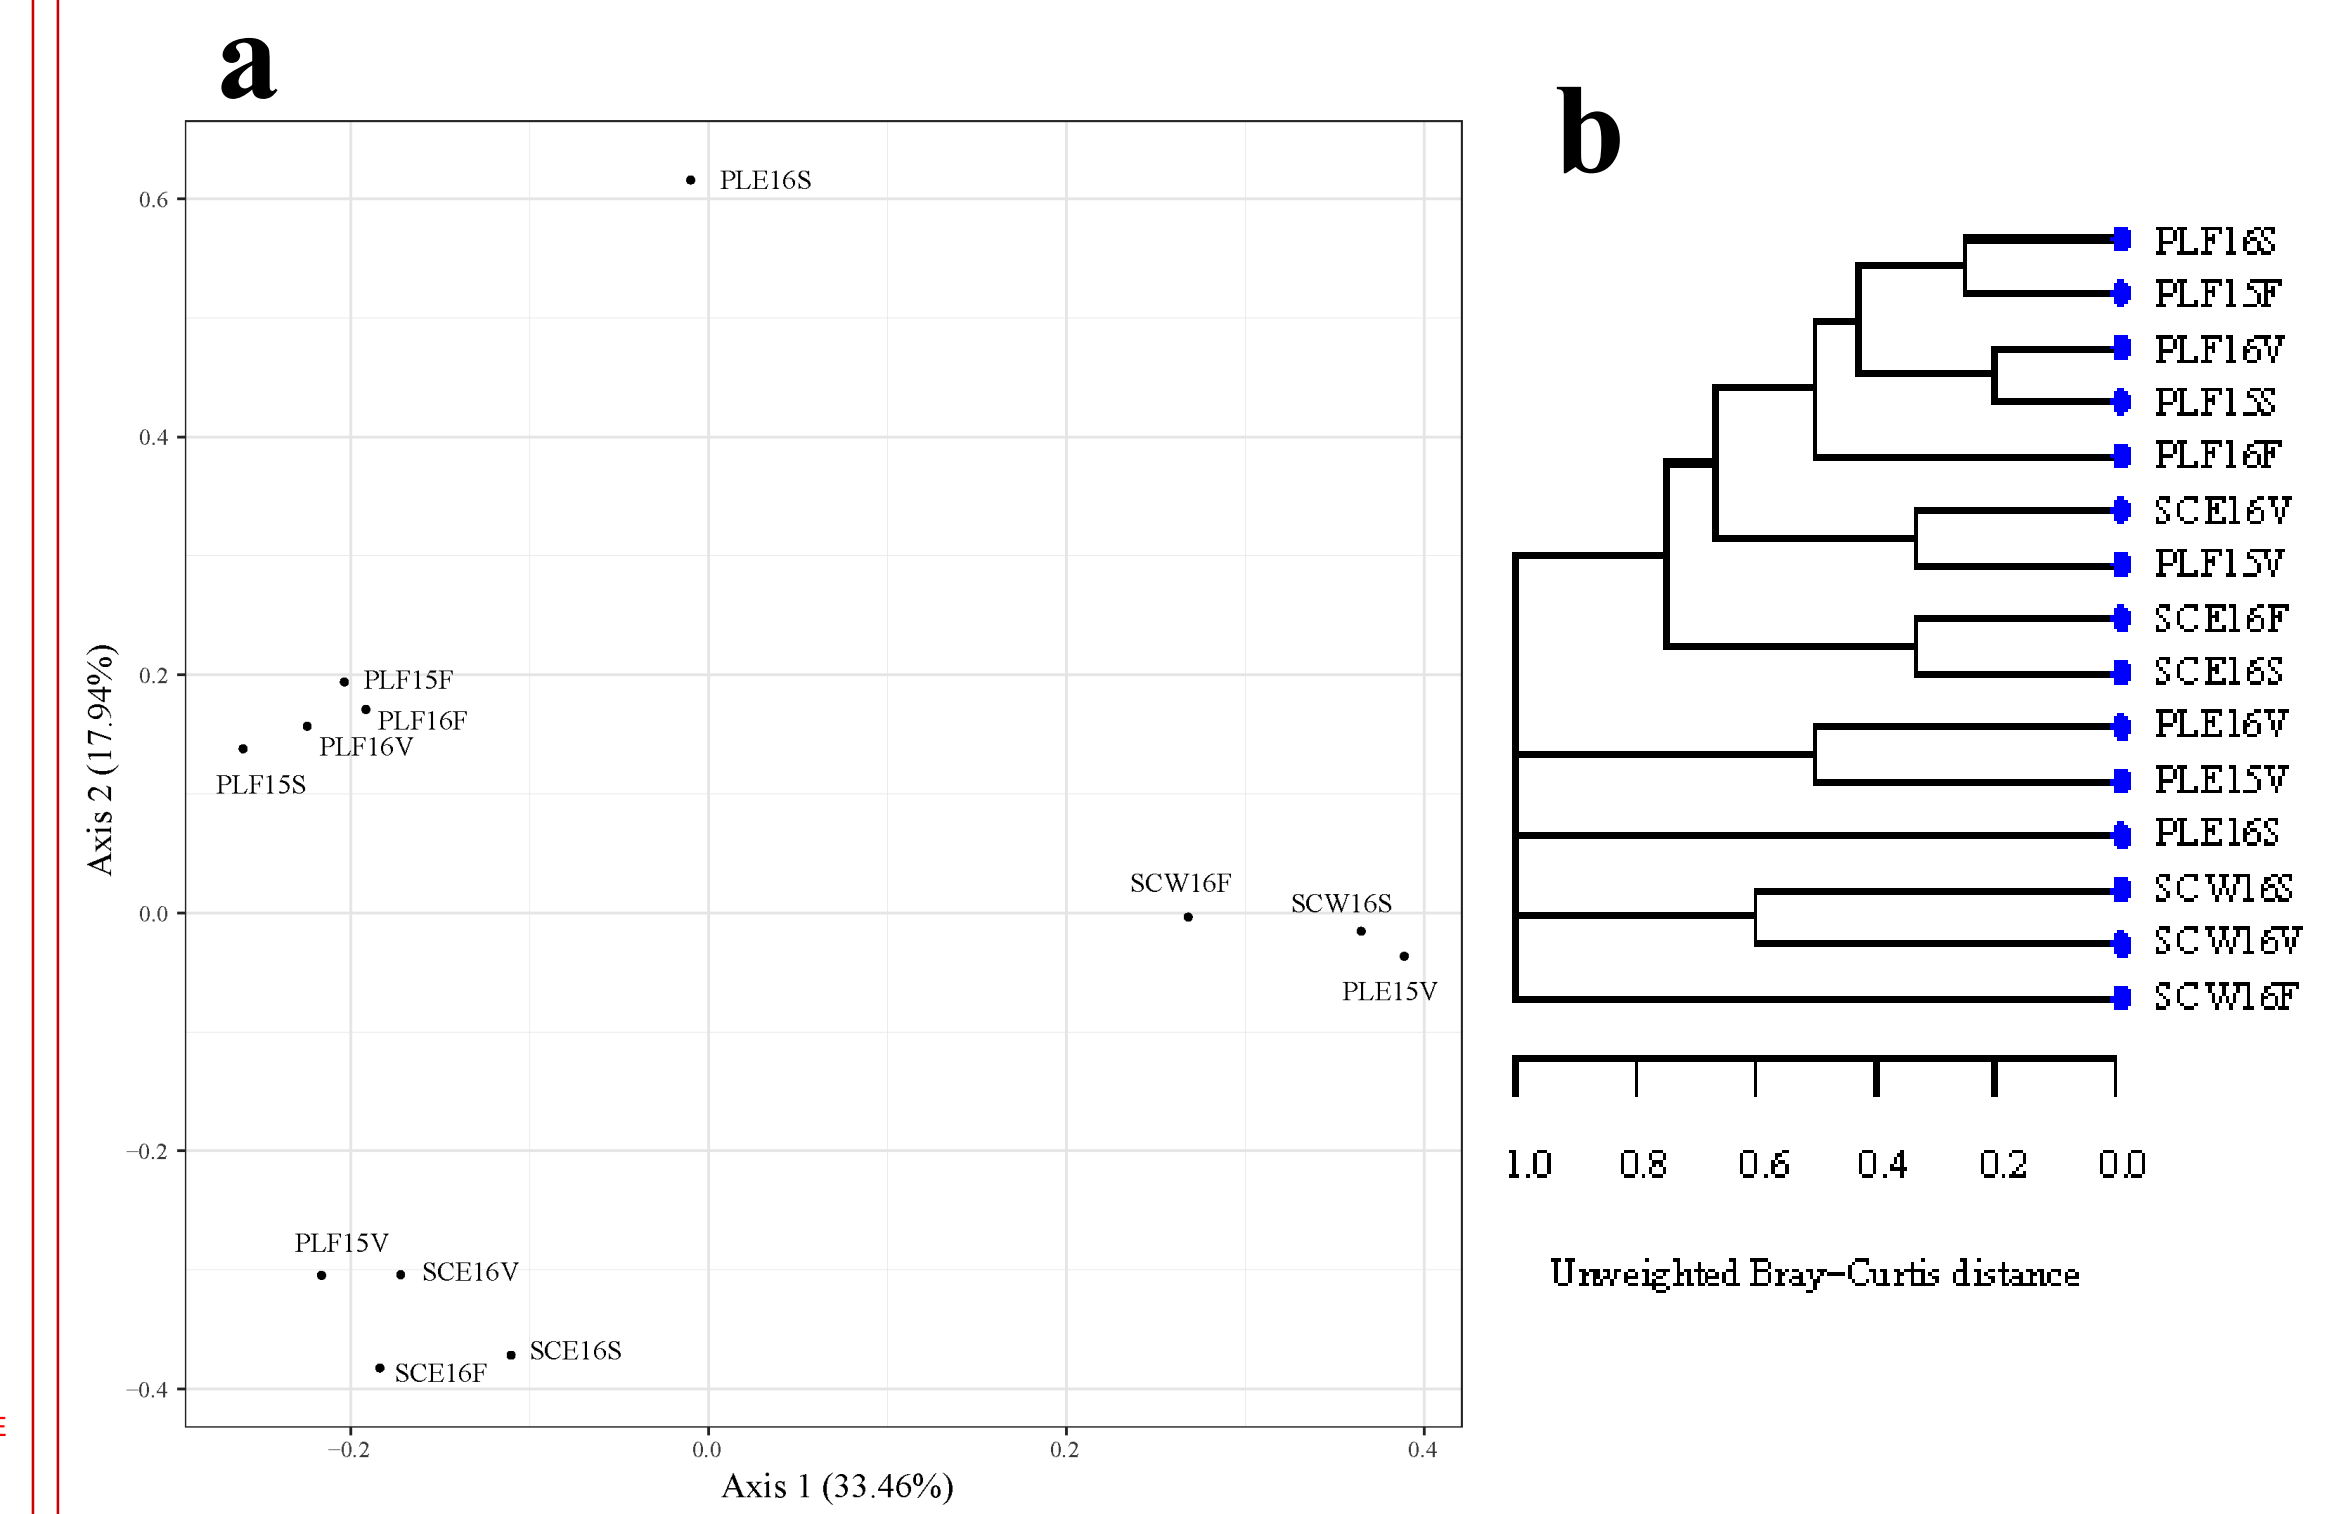 a
b
PLE16S
PLF15F
PLF16F
PLF16V
PLF15S
SCW16F
SCW16S
PLE15V
PLF15V
SCE16V
SCE16S
SCE16F
0.6
0.4
0.2
0.0
−0.2
−0.4
Axis 2 (17.94%)
−0.2
0.0
0.2
0.4
Axis 1 (33.46%)
PLF16S
PLF15F
PLF16V
PLF15S
PLF16F
SCE16V
PLF15V
SCE16F
SCE16S
PLE16V
PLE15V
PLE16S
SCW16S
SCW16V
SCW16F
1.0 0.8 0.6 0.4 0.2 0.0
Unweighted Bray−Curtis distance